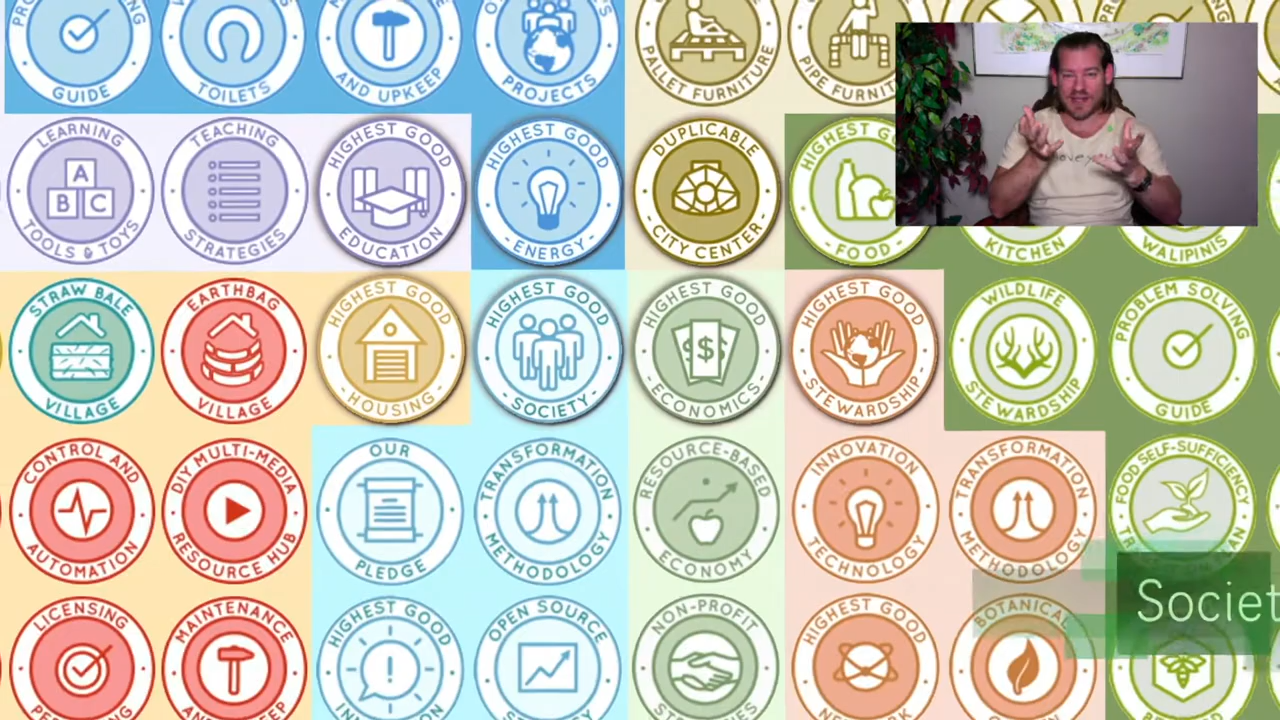 GUIDE
TOILETS
AND UPKEEP
PROJECTS
PALLET FURNITURE
LEARNING
TOOLS & TOYS
A
B C
TEACHING
STRATEGIES
HIGHEST GOOD
EDUCATION
HIGHEST GOOD
- ENERGY -
DUPLICABLE
- CITY CENTER -
- FOOD -
KITCHEN
WALIPINIS
STRAW BALE
VILLAGE
EARTHBAG
VILLAGE
HIGHEST GOOD
- HOUSING -
HIGHEST GOOD
- SOCIETY -
HIGHEST GOOD
$$$
ECONOMICS
HIGHEST GOOD
STEWARDSHIP
WILDLIFE
STEWARDSHIP
PROBLEM SOLVING
GUIDE
CONTROL AND
AUTOMATION
DIY MULTI-MEDIA
RESOURCE HUB
OUR
PLEDGE
TRANSFORMATION
METHODOLOGY
RESOURCE-BASED
ECONOMY
INNOVATION
TECHNOLOGY
TRANSFORMATION
METHODOLOGY
FOOD SELF-SUFFICIENCY
Societ
LICENSING
MAINTENANCE
HIGHEST GOOD
OPEN SOURCE
NON-PROFIT
HIGHEST GOOD
BOTANICAL